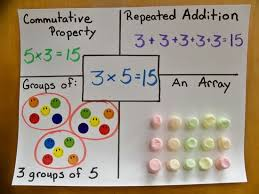 Commutative
Property
5×3=15
Repeated Addition
3+3+3+3+3=15
3×5=15
Groups of:
3 groups of 5
An Array